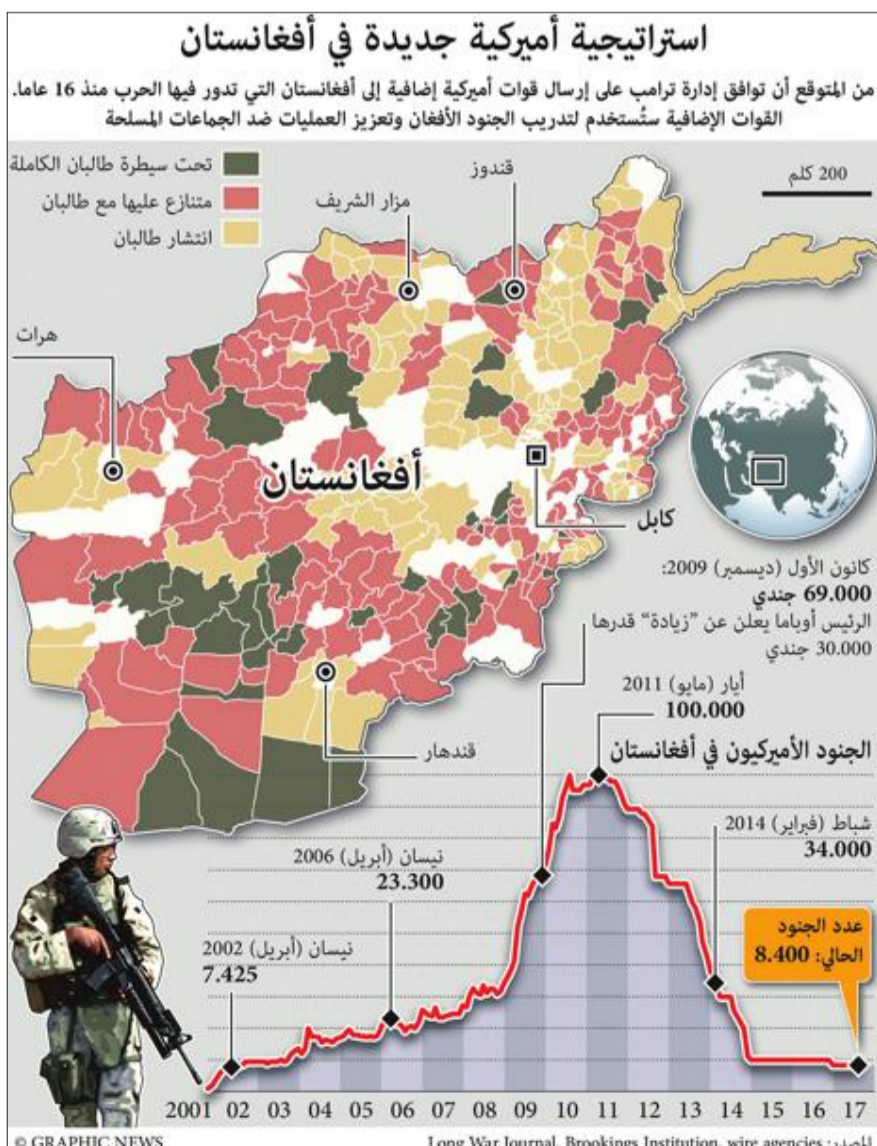 استراتيجية أميركية جديدة في أفغانستان
من المتوقع أن توافق إدارة ترامب على إرسال قوات أميركية إضافية إلى أفغانستان التي تدور فيها الحرب منذ 16 عاما.
القوات الإضافية ستُستخدم لتدريب الجنود الأفغان وتعزيز العمليات ضد الجماعات المسلحة
تحت سيطرة طالبان الكاملة
متنازع عليها مع طالبان
انتشار طالبان
200 كلم
قندوز
مزار الشريف
هرات
أفغانستان
كابل
قندهار
كانون الأول (ديسمبر) 2009:
69.000 جندي
الرئيس أوباما يعلن عن "زيادة" قدرها
30.000 جندي
أيار (مايو) 2011
100.000
الجنود الأميركيون في أفغانستان
شباط (فبراير) 2014
34.000
نيسان (أبريل) 2006
23.300
نيسان (أبريل) 2002
7.425
عدد الجنود
الحالي: 8.400
2001 02 03 04 05 06 07 08 09 10 11 12 13 14 15 16 17
المصدر: Long War Journal, Brookings Institution, wire agencies
© GRAPHIC NEWS